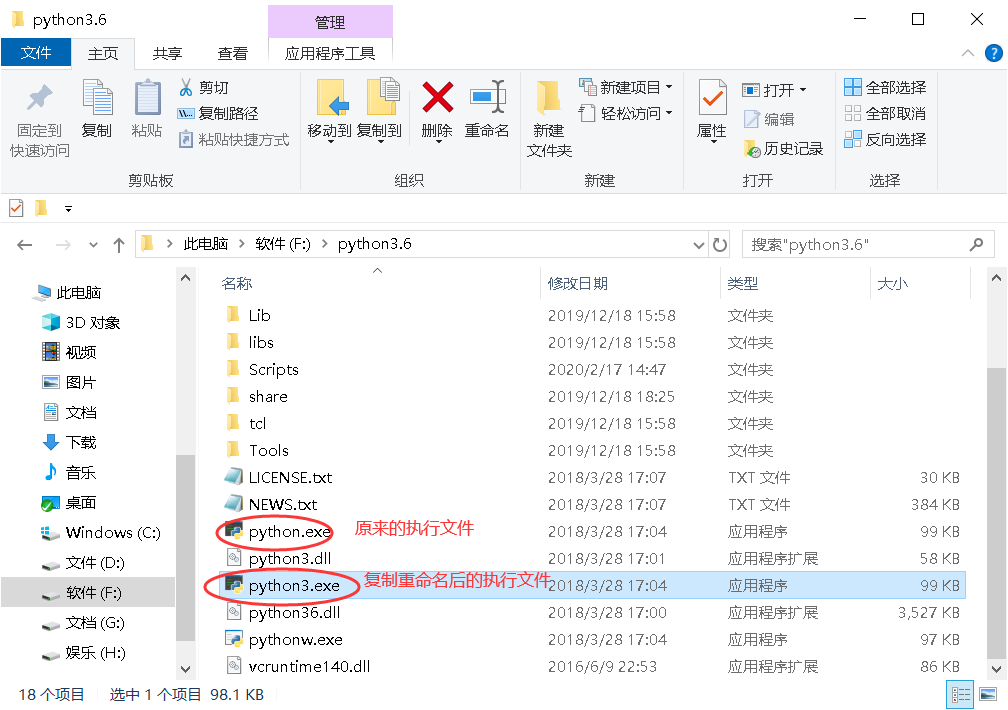 python3.6
管理
文件 主页 共享 查看 应用程序工具
固定到快速访问
复制
粘贴
剪切
复制路径
粘贴快捷方式
剪贴板
移动到
复制到
删除
重命名
组织
新建文件夹
新建项目
轻松访问
新建
属性
打开
编辑
历史记录
打开
全部选择
全部取消
反向选择
选择
此电脑 > 软件 (F:) > python3.6
搜索"python3.6"
此电脑
3D 对象
视频
图片
文档
下载
音乐
桌面
Windows (C:)
文件 (D:)
软件 (F:)
文档 (G:)
娱乐 (H:)
名称 修改日期 类型 大小
Lib 2019/12/18 15:58 文件夹
libs 2019/12/18 15:58 文件夹
Scripts 2020/2/17 14:47 文件夹
share 2019/12/18 18:25 文件夹
tcl 2019/12/18 15:58 文件夹
Tools 2019/12/18 15:58 文件夹
LICENSE.txt 2018/3/28 17:07 TXT 文件 30 KB
NEWS.txt 2018/3/28 17:07 TXT 文件 384 KB
python.exe 原来的执行文件 2018/3/28 17:04 应用程序 99 KB
python3.dll 2018/3/28 17:01 应用程序扩展 58 KB
python3.exe 复制重命名后的执行文件 2018/3/28 17:04 应用程序 99 KB
python36.dll 2018/3/28 17:00 应用程序扩展 3,527 KB
pythonw.exe 2018/3/28 17:04 应用程序 97 KB
vcruntime140.dll 2016/6/9 22:53 应用程序扩展 86 KB
18 个项目 选中 1 个项目 98.1 KB